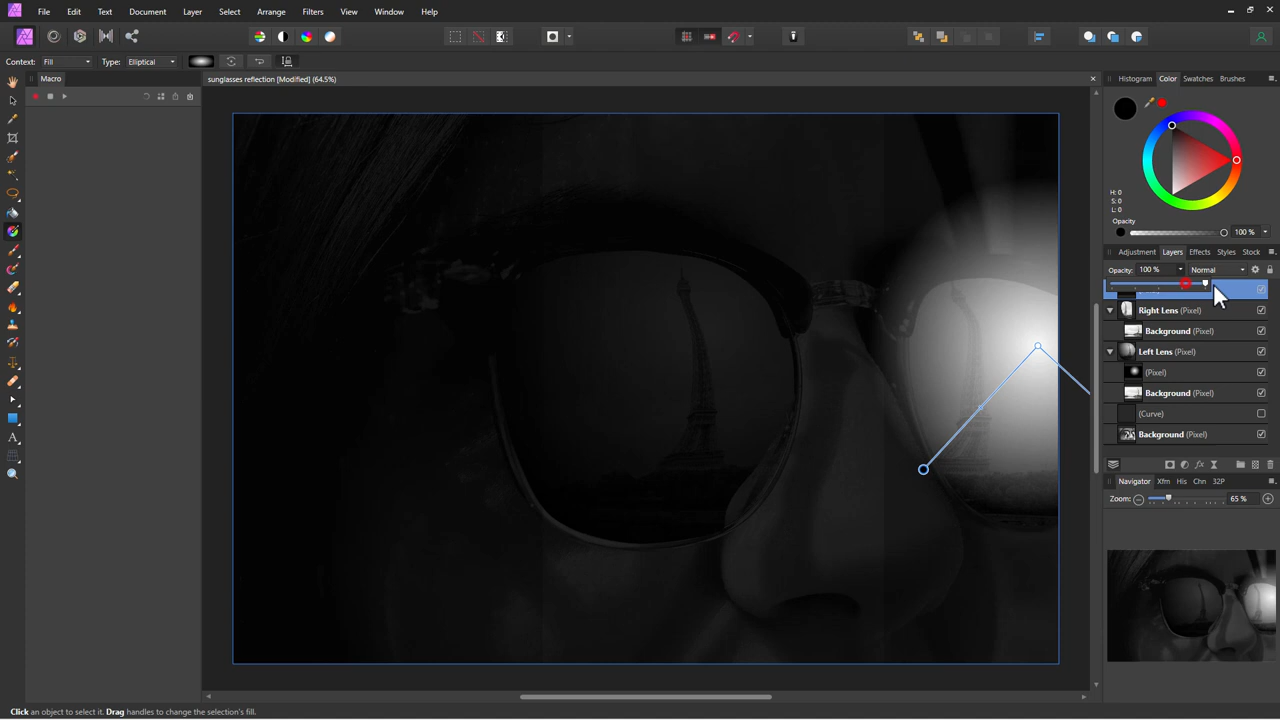 File Edit Text Document Layer Select Arrange Filters View Window Help
Context: Fill Type: Elliptical
Macro
sunglasses reflection [Modified] (64.5%)
Histogram Color Swatches Brushes
H: 0
S: 0
L: 0
Opacity
100 %
Adjustment Layers Effects Styles Stock
Opacity: 100 % Normal
Right Lens (Pixel)
Background (Pixel)
Left Lens (Pixel)
(Pixel)
Background (Pixel)
(Curve)
Background (Pixel)
Navigator Xfm His Chn 32P
Zoom: 65 %
Click an object to select it. Drag handles to change the selection's fill.